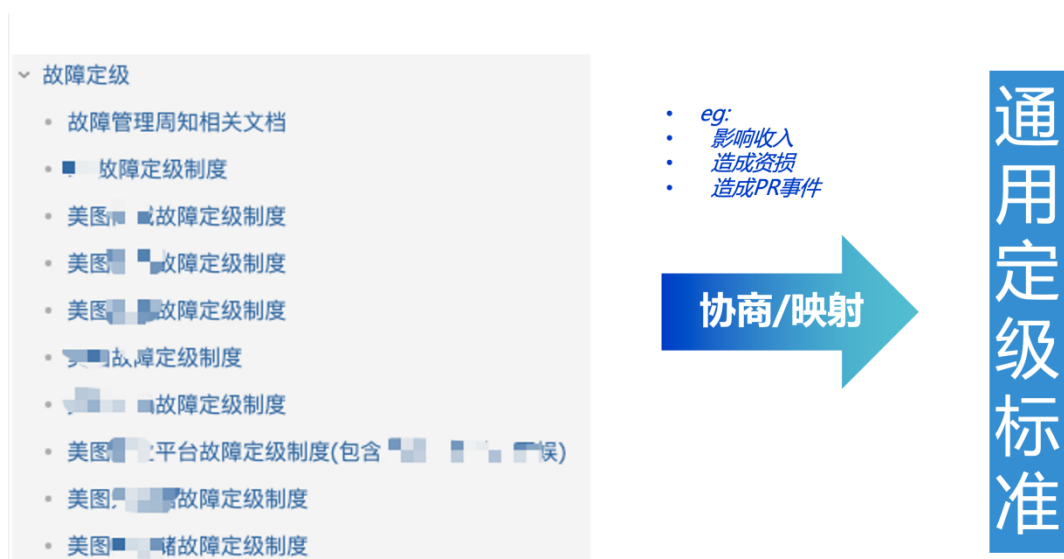 故障定级
故障管理周知相关文档
故障定级制度
美图 故障定级制度
美图 故障定级制度
美图 故障定级制度
故障定级制度
故障定级制度
美图 平台故障定级制度(包含
美图 故障定级制度
美图 储故障定级制度
eg:
影响收入
造成资损
造成PR事件
协商/映射
通用定级标准